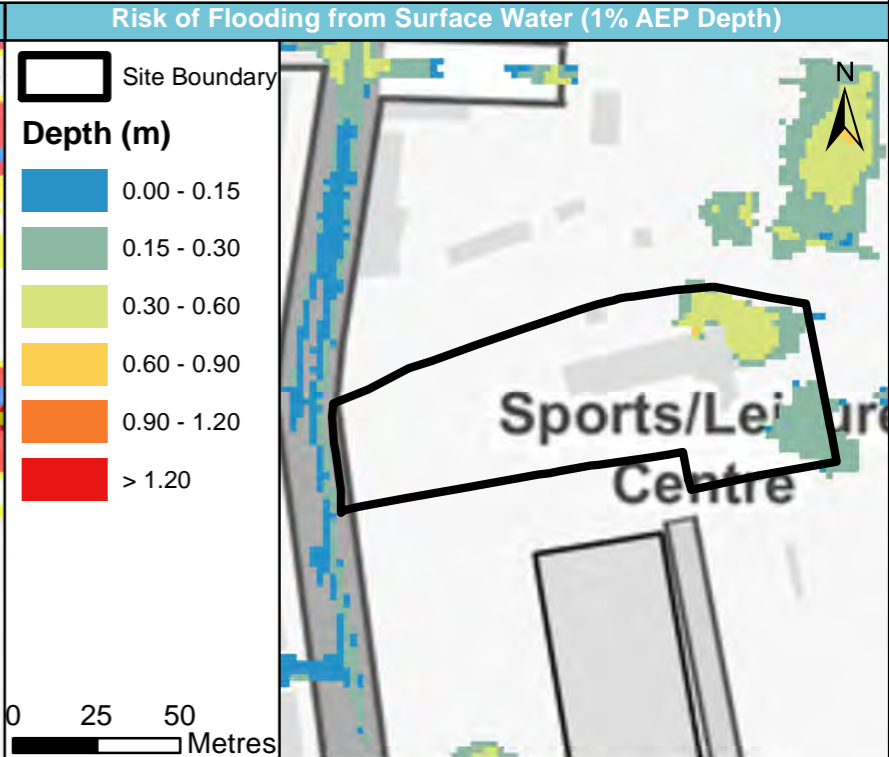 Risk of Flooding from Surface Water (1% AEP Depth)
Site Boundary
Depth (m)
0.00 - 0.15
0.15 - 0.30
0.30 - 0.60
0.60 - 0.90
0.90 - 1.20
> 1.20
0 25 50
Metres
N
Sports/Leisure
Centre